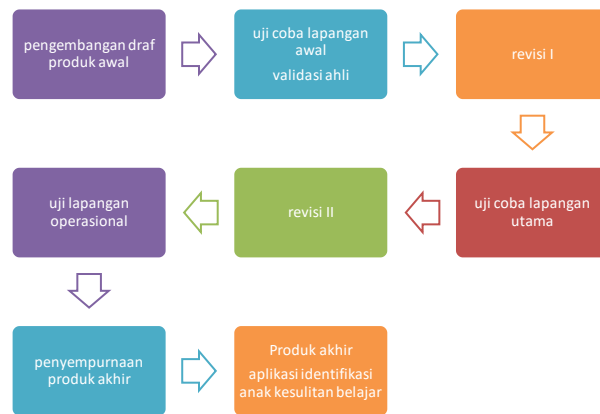 pengembangan draf
produk awal
uji coba lapangan
awal
validasi ahli
revisi I
uji coba lapangan
utama
revisi II
uji lapangan
operasional
penyempurnaan
produk akhir
Produk akhir
aplikasi identifikasi
anak kesulitan belajar